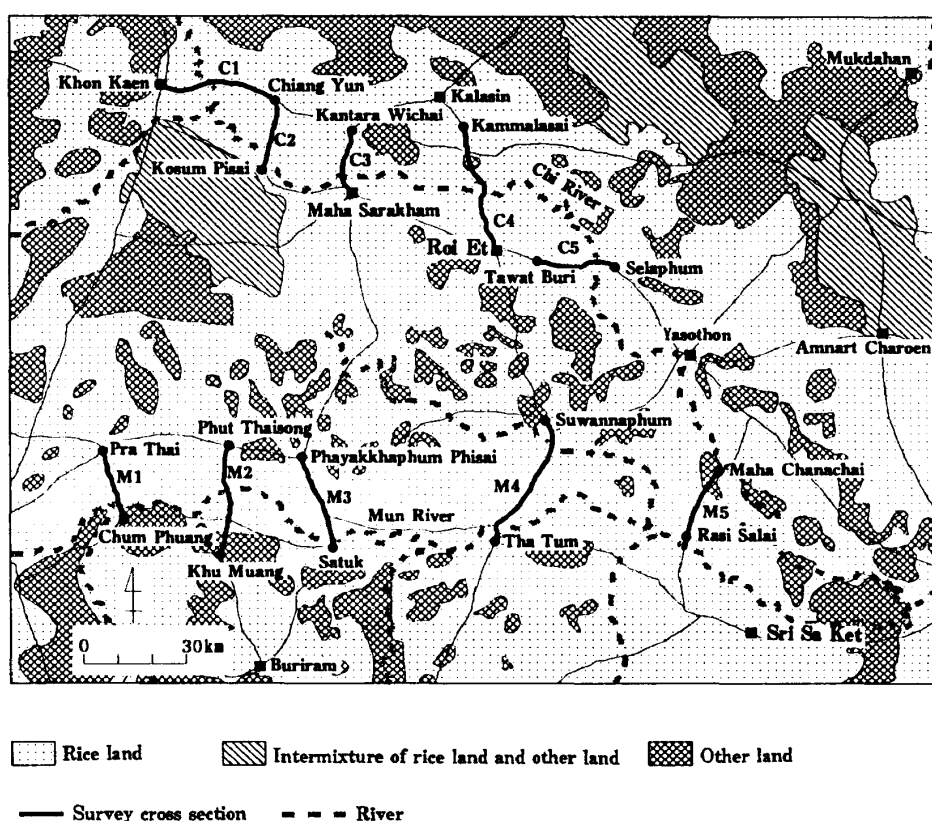 Mukdahan
C1
Khon Kaen
Chiang Yun
Kalasin
Kantara Wichai
Kammalasai
C2
C3
Kosum Pisai
Chi River
Maha Sarakham
C4
Roi Et
C5
Tawat Buri
Selaphum
Yasothon
Amnart Charoen
Phut Thaisong
Suwannaphum
Pra Thai
Phayakkhaphum Phisai
Maha Chanachai
M1
M2
M3
M4
M5
Mun River
Chum Phuang
Tha Tum
Rasi Salai
Khu Muang
Satuk
0 30 km
Sri Sa Ket
Buriram
Rice land
Intermixture of rice land and other land
Other land
Survey cross section
River